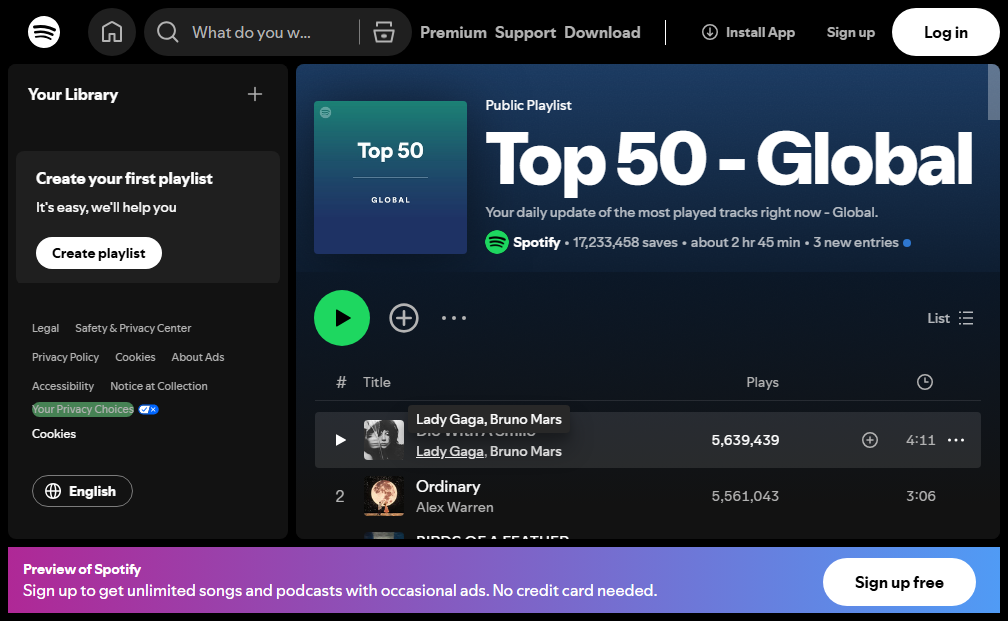 What do you w...
Premium Support Download
Install App
Sign up
Log in
Your Library
Create your first playlist
It's easy, we'll help you
Create playlist
Legal Safety & Privacy Center
Privacy Policy Cookies About Ads
Accessibility Notice at Collection
Your Privacy Choices
Cookies
English
Top 50
GLOBAL
Public Playlist
Top 50 - Global
Your daily update of the most played tracks right now - Global.
Spotify • 17,233,458 saves • about 2 hr 45 min • 3 new entries
List
# Title Plays
Lady Gaga, Bruno Mars
Die With A Smile
Lady Gaga, Bruno Mars
5,639,439 4:11
2 Ordinary 5,561,043 3:06
Alex Warren
BIRDS OF A FEATHER
Preview of Spotify
Sign up to get unlimited songs and podcasts with occasional ads. No credit card needed.
Sign up free